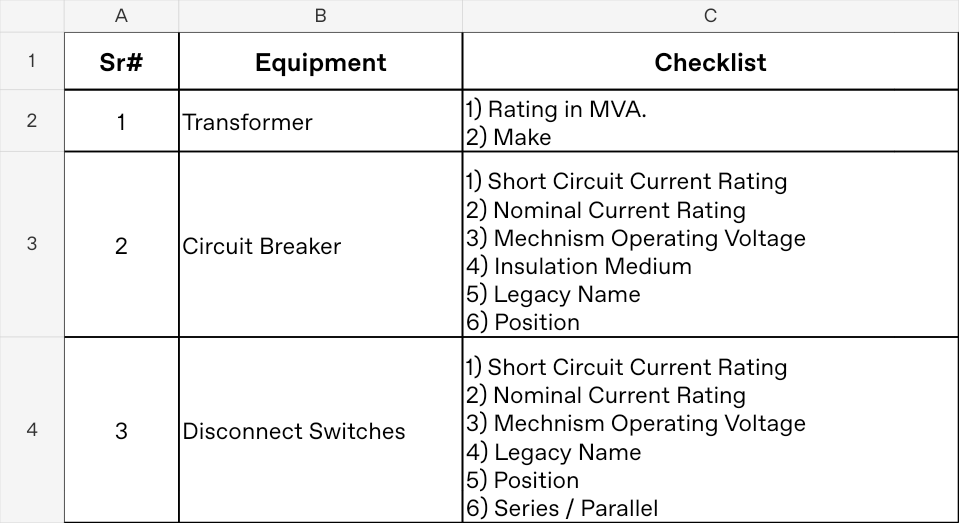 A B C
1 Sr# Equipment Checklist
2 1 Transformer 1) Rating in MVA.
2) Make
3 2 Circuit Breaker 1) Short Circuit Current Rating
2) Nominal Current Rating
3) Mechnism Operating Voltage
4) Insulation Medium
5) Legacy Name
6) Position
4 3 Disconnect Switches 1) Short Circuit Current Rating
2) Nominal Current Rating
3) Mechnism Operating Voltage
4) Legacy Name
5) Position
6) Series / Parallel